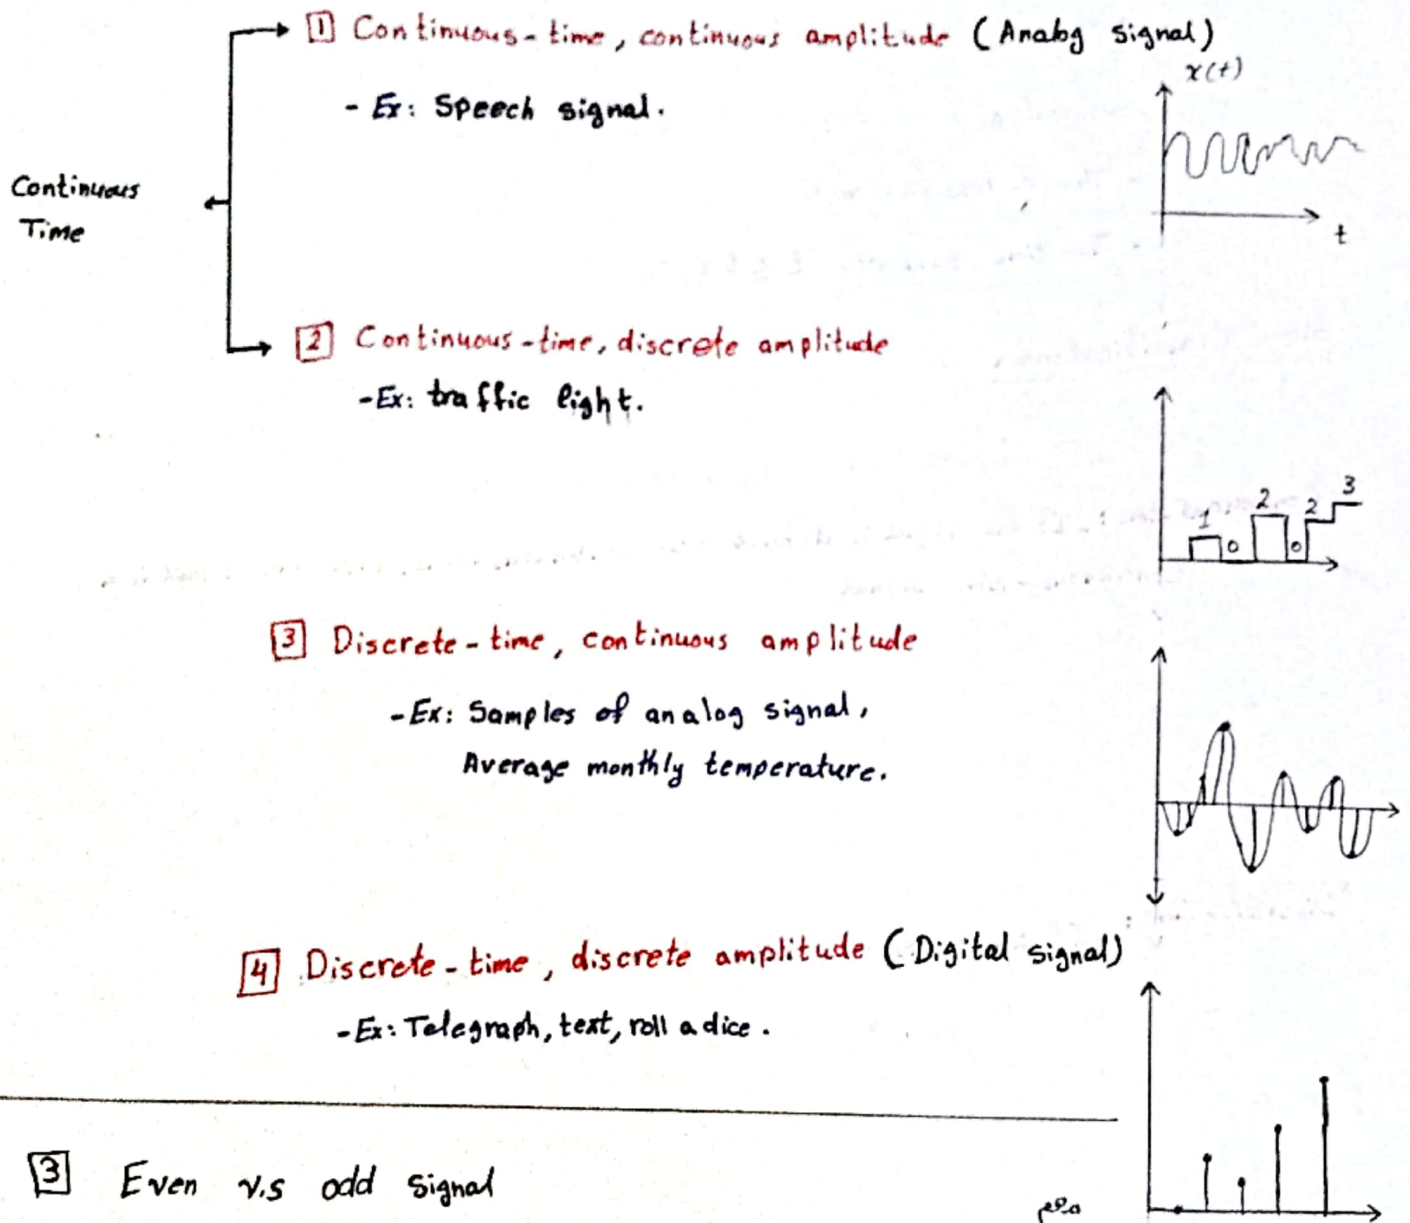 1 Continuous-time, continuous amplitude (Analog signal)
x(t)
- Ex: Speech signal.
Continuous
Time
t
2 Continuous-time, discrete amplitude
-Ex: traffic light.
1 0 2 0 2 3
3 Discrete-time, continuous amplitude
-Ex: Samples of analog signal,
Average monthly temperature.
4 Discrete-time, discrete amplitude (Digital signal)
-Ex: Telegraph, text, roll a dice.
3 Even v.s odd signal